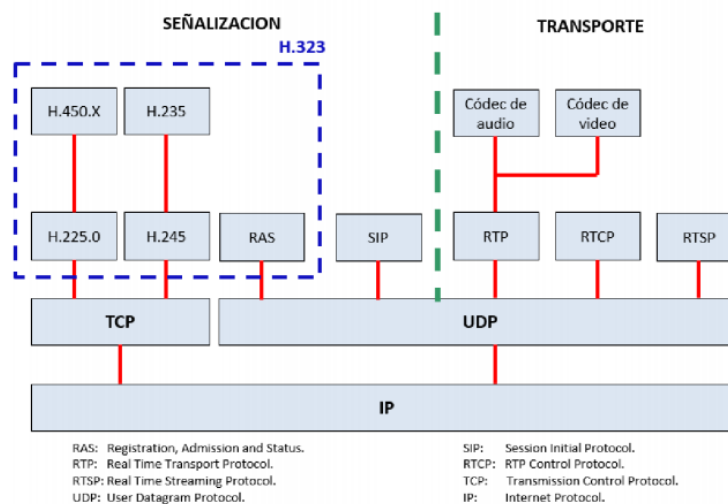 SEÑALIZACION
TRANSPORTE
H.323
H.450.X
H.235
Códec de audio
Códec de video
H.225.0
H.245
RAS
SIP
RTP
RTCP
RTSP
TCP
UDP
IP
RAS: Registration, Admission and Status.
RTP: Real Time Transport Protocol.
RTSP: Real Time Streaming Protocol.
UDP: User Datagram Protocol.
SIP: Session Initial Protocol.
RTCP: RTP Control Protocol.
TCP: Transmission Control Protocol.
IP: Internet Protocol.